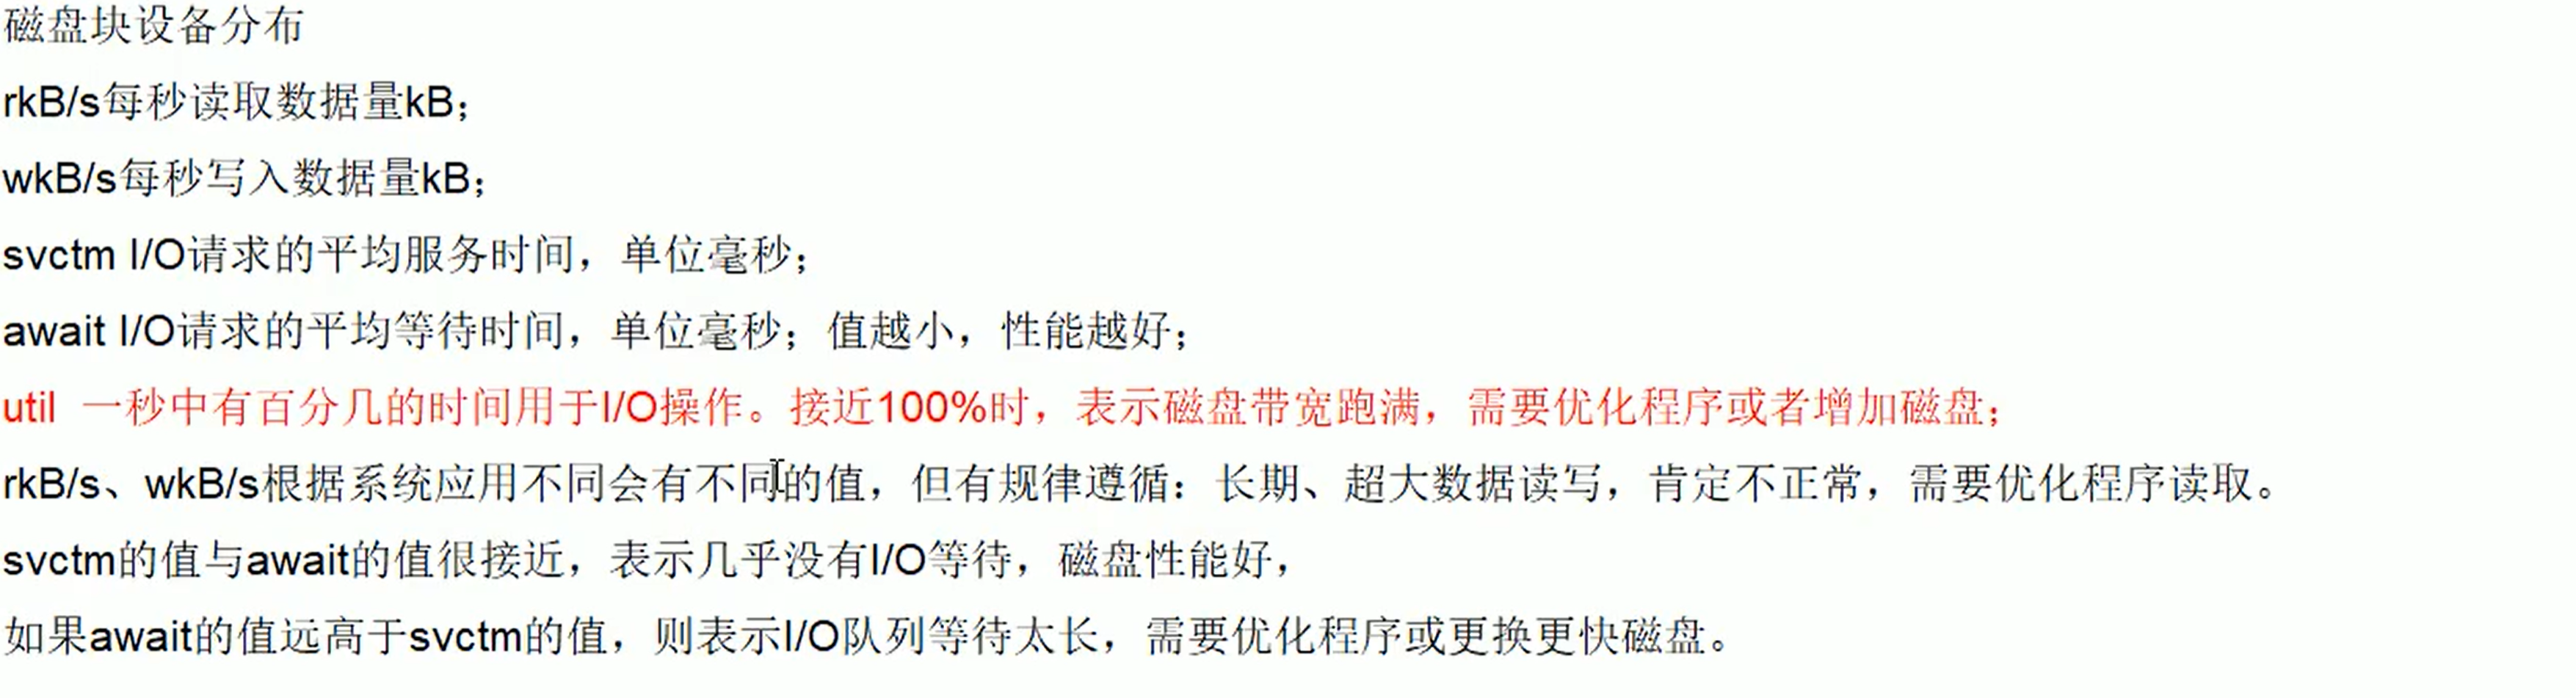 磁盘块设备分布
rkB/s每秒读取数据量kB；
wkB/s每秒写入数据量kB；
svctm I/O请求的平均服务时间，单位毫秒；
await I/O请求的平均等待时间，单位毫秒；值越小，性能越好；
util 一秒中有百分几的时间用于I/O操作。接近100%时，表示磁盘带宽跑满，需要优化程序或者增加磁盘；
rkB/s、wkB/s根据系统应用不同会有不同的值，但有规律遵循：长期、超大数据读写，肯定不正常，需要优化程序读取。
svctm的值与await的值很接近，表示几乎没有I/O等待，磁盘性能好，
如果await的值远高于svctm的值，则表示I/O队列等待太长，需要优化程序或更换更快磁盘。